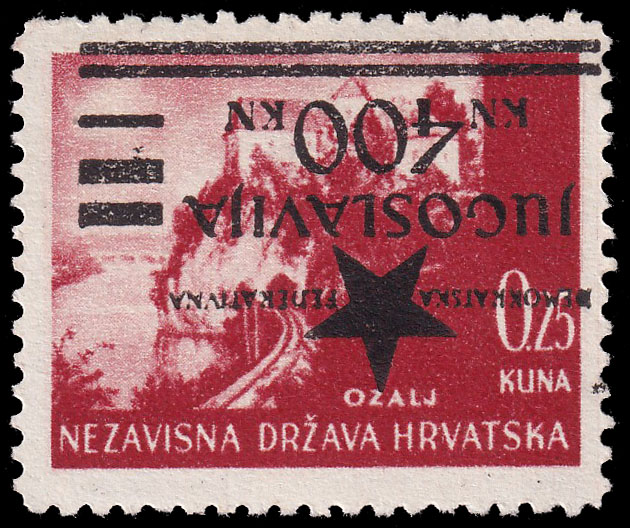 DEMOKRATSKA FEDERATIVNA
JUGOSLAVIJA
KN 400 KN
0.25
KUNA
OZALJ
NEZAVISNA DRŽAVA HRVATSKA